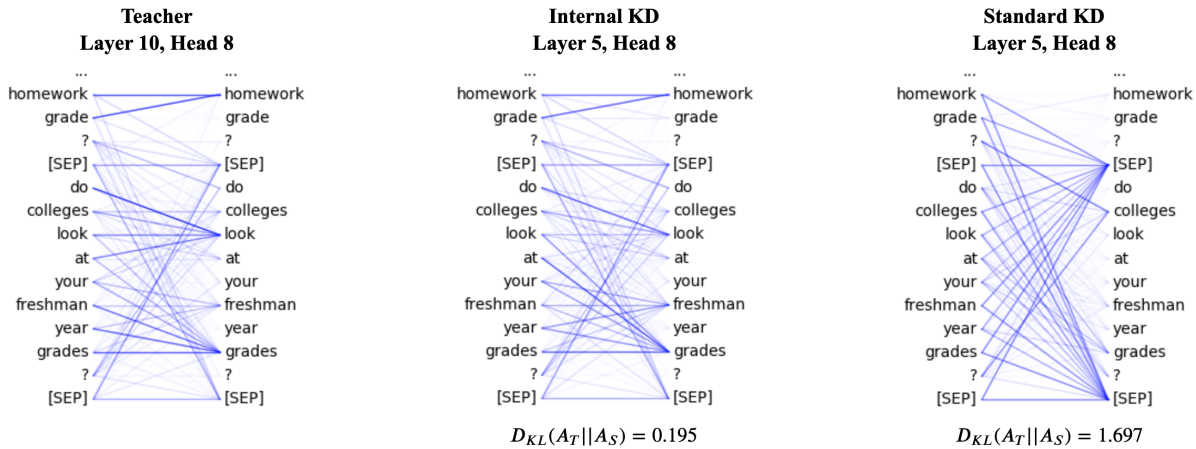 Teacher
Layer 10, Head 8
...
...
homework
homework
grade
grade
?
?
[SEP]
[SEP]
do
do
colleges
colleges
look
look
at
at
your
your
freshman
freshman
year
year
grades
grades
?
?
[SEP]
[SEP]
Internal KD
Layer 5, Head 8
...
...
homework
homework
grade
grade
?
?
[SEP]
[SEP]
do
do
colleges
colleges
look
look
at
at
your
your
freshman
freshman
year
year
grades
grades
?
?
[SEP]
[SEP]
D_{KL}(A_T||A_S) = 0.195
Standard KD
Layer 5, Head 8
...
...
homework
homework
grade
grade
?
?
[SEP]
[SEP]
do
do
colleges
colleges
look
look
at
at
your
your
freshman
freshman
year
year
grades
grades
?
?
[SEP]
[SEP]
D_{KL}(A_T||A_S) = 1.697